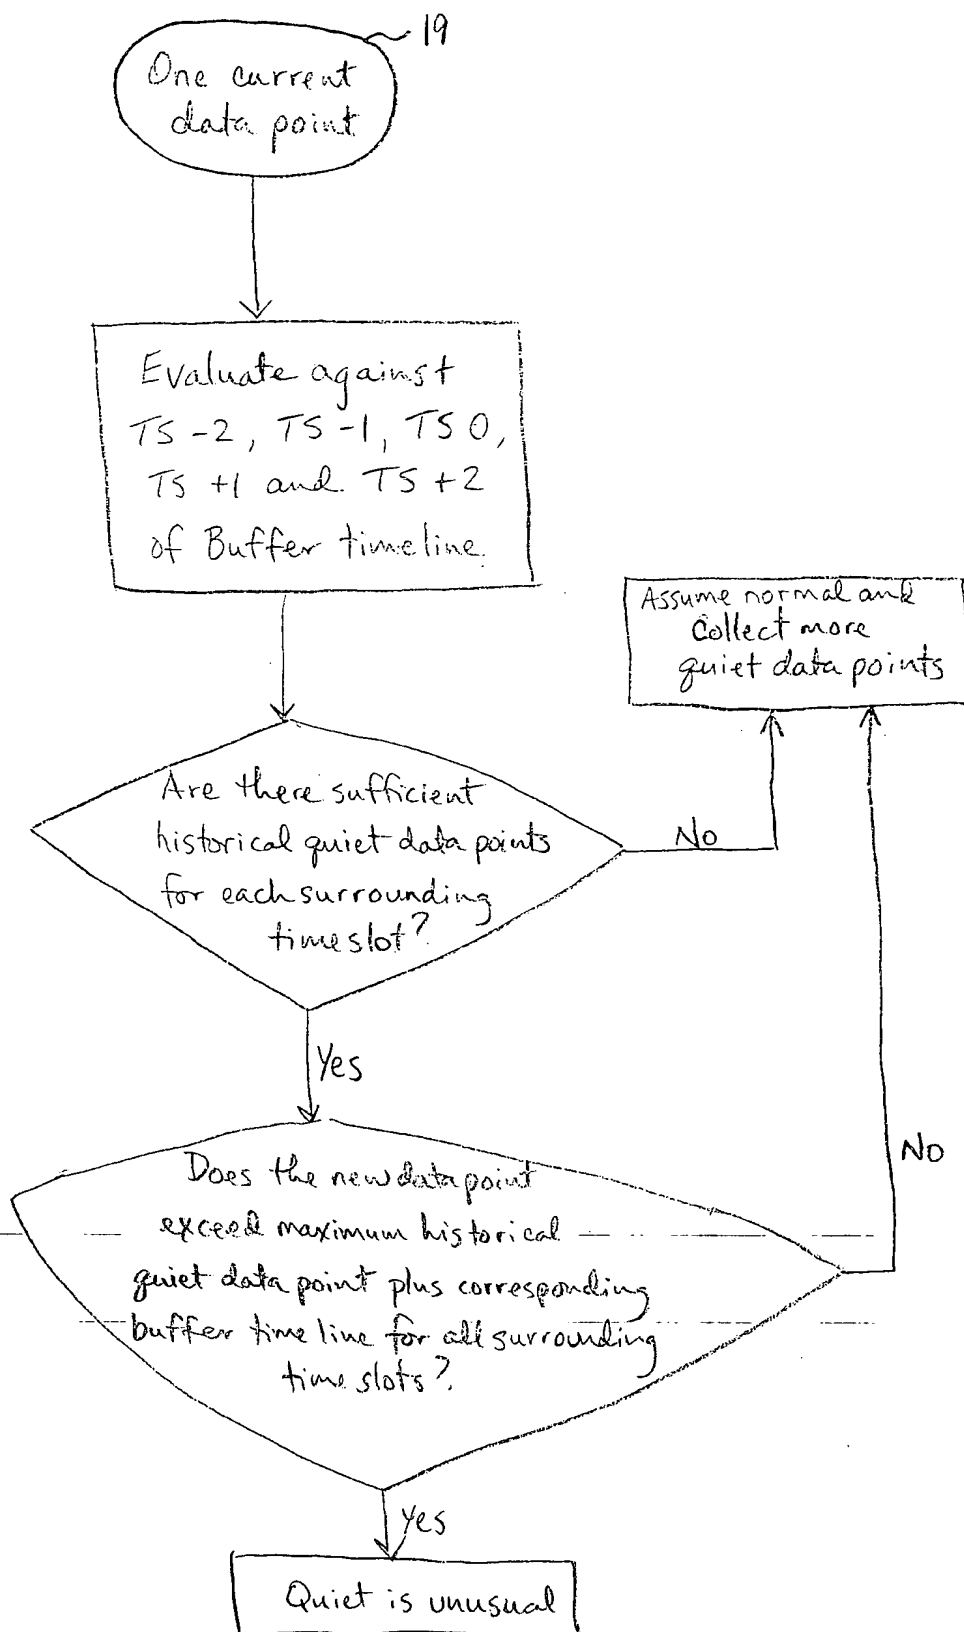 19
One current
data point
Evaluate against
TS -2, TS -1, TS 0,
TS +1 and TS +2
of Buffer timeline.
Assume normal and
Collect more
quiet data points
Are there sufficient
historical quiet data points
for each surrounding
time slot?
No
Yes
No
Does the new data point
exceed maximum historical
quiet data point plus corresponding
buffer time line for all surrounding
time slots?
Yes
Quiet is unusual